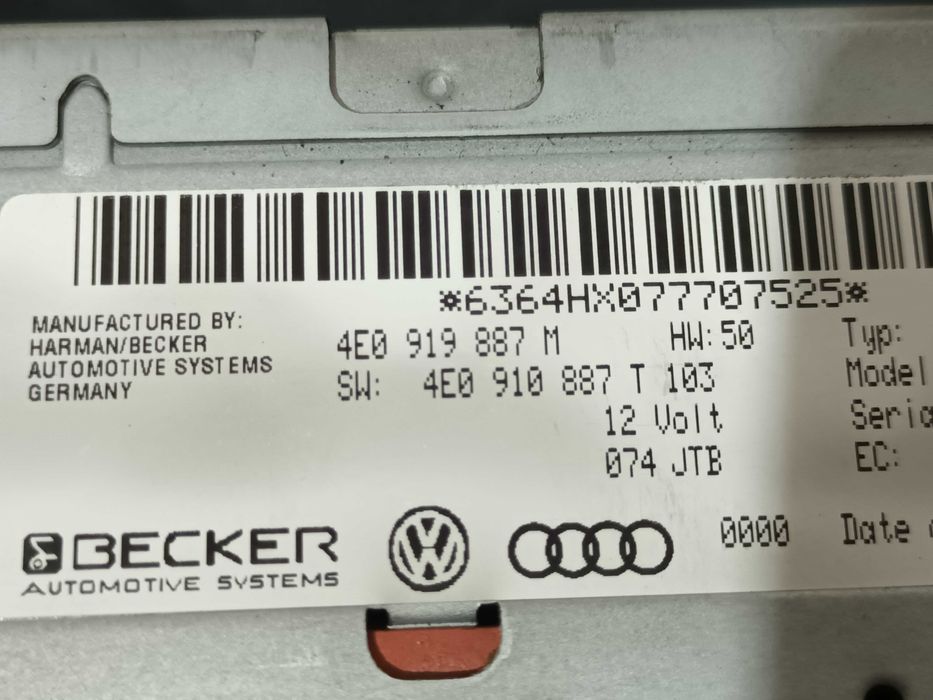 *6364HX077707525*
MANUFACTURED BY:
HARMAN/BECKER
AUTOMOTIVE SYSTEMS
GERMANY
4E0 919 887 M HW:50
SW: 4E0 910 887 T 103
12 Volt
074 JTB
Typ:
Model
Seria
EC:
BECKER
AUTOMOTIVE SYSTEMS
0000 Date